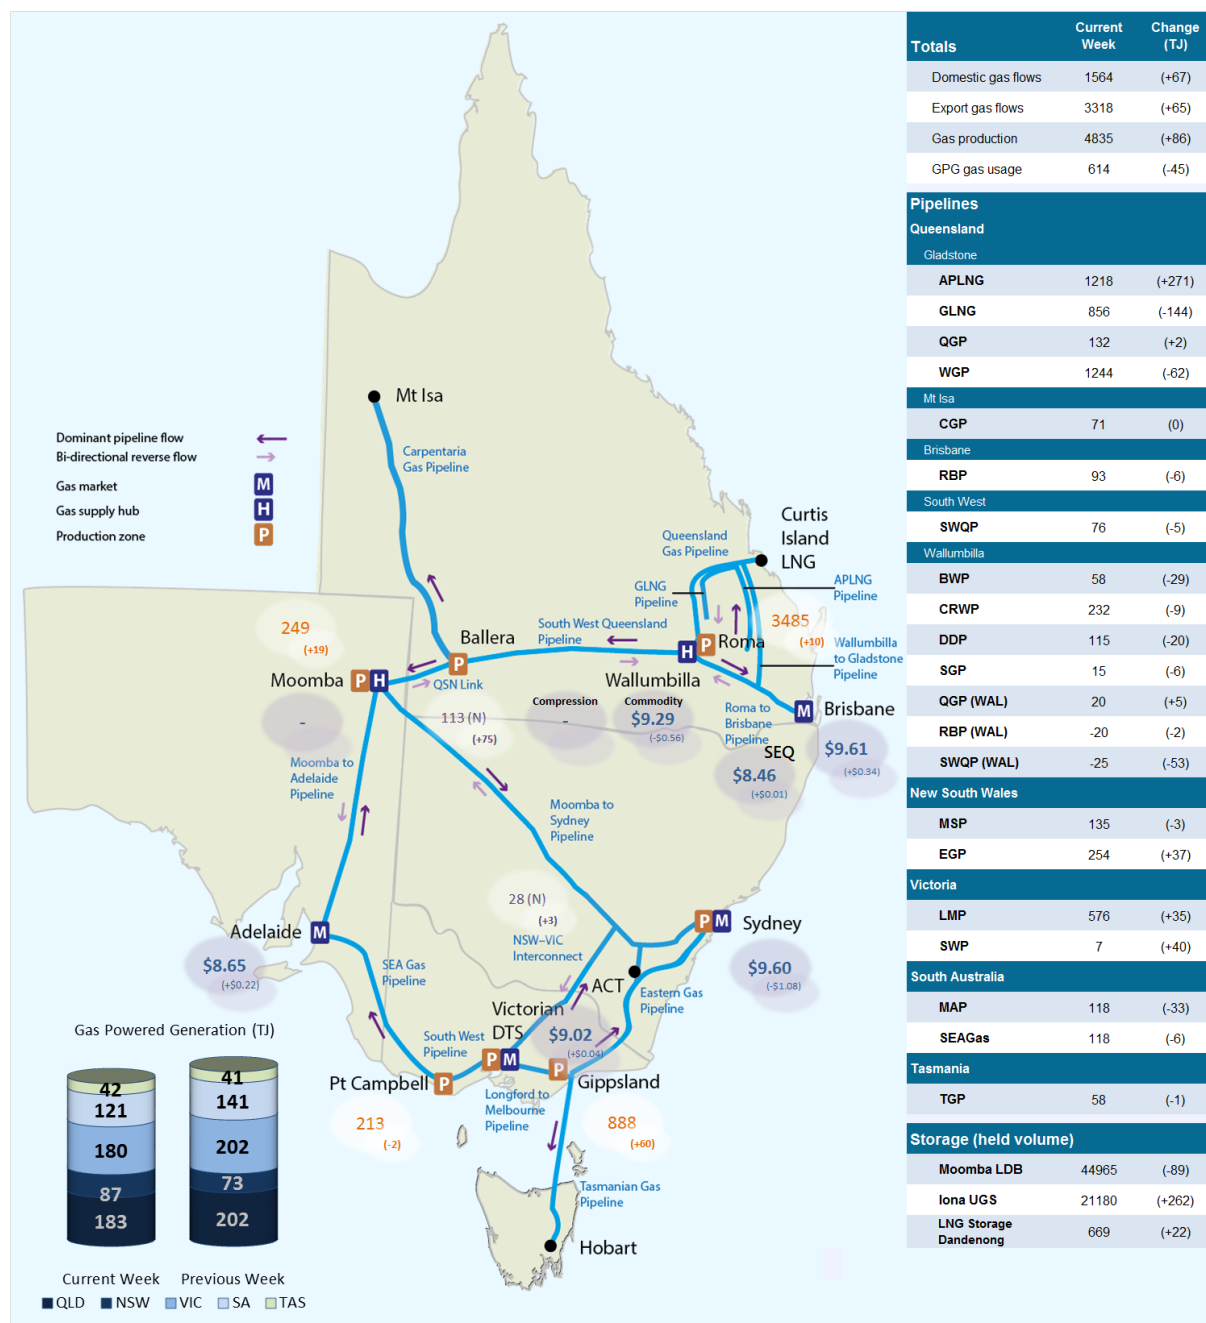 Mt Isa
Dominant pipeline flow
Bi-directional reverse flow
Gas market M
Gas supply hub H
Production zone P
Carpentaria
Gas Pipeline
Curtis
Island
LNG
Queensland
Gas Pipeline
GLNG
Pipeline
APLNG
Pipeline
249
(+19)
3485
(+10)
South West Queensland
Pipeline
Ballera
P
H P Roma
Wallumbilla
to Gladstone
Pipeline
Moomba P H
QSN Link
Wallumbilla
-
113 (N)
(+75)
Compression
-
Commodity
$9.29
(-$0.56)
Roma to
Brisbane
Pipeline
M Brisbane
$9.61
(+$0.34)
SEQ
$8.46
(+$0.01)
Moomba to
Adelaide
Pipeline
Moomba to
Sydney
Pipeline
28 (N)
(+3)
NSW–VIC
Interconnect
Adelaide M
$8.65
(+$0.22)
SEA Gas
Pipeline
P M Sydney
$9.60
(-$1.08)
ACT
Eastern Gas
Pipeline
Victorian
DTS
$9.02
(+$0.04)
South West
Pipeline
P M
P
Gippsland
Pt Campbell P
213
(-2)
Longford to
Melbourne
Pipeline
888
(+60)
Tasmanian Gas
Pipeline
Hobart
Gas Powered Generation (TJ)
42
121
180
87
183
41
141
202
73
202
Current Week Previous Week
QLD NSW VIC SA TAS
Totals Current Week Change (TJ)
Domestic gas flows 1564 (+67)
Export gas flows 3318 (+65)
Gas production 4835 (+86)
GPG gas usage 614 (-45)
Pipelines
Queensland
Gladstone
APLNG 1218 (+271)
GLNG 856 (-144)
QGP 132 (+2)
WGP 1244 (-62)
Mt Isa
CGP 71 (0)
Brisbane
RBP 93 (-6)
South West
SWQP 76 (-5)
Wallumbilla
BWP 58 (-29)
CRWP 232 (-9)
DDP 115 (-20)
SGP 15 (-6)
QGP (WAL) 20 (+5)
RBP (WAL) -20 (-2)
SWQP (WAL) -25 (-53)
New South Wales
MSP 135 (-3)
EGP 254 (+37)
Victoria
LMP 576 (+35)
SWP 7 (+40)
South Australia
MAP 118 (-33)
SEAGas 118 (-6)
Tasmania
TGP 58 (-1)
Storage (held volume)
Moomba LDB 44965 (-89)
Iona UGS 21180 (+262)
LNG Storage
Dandenong 669 (+22)